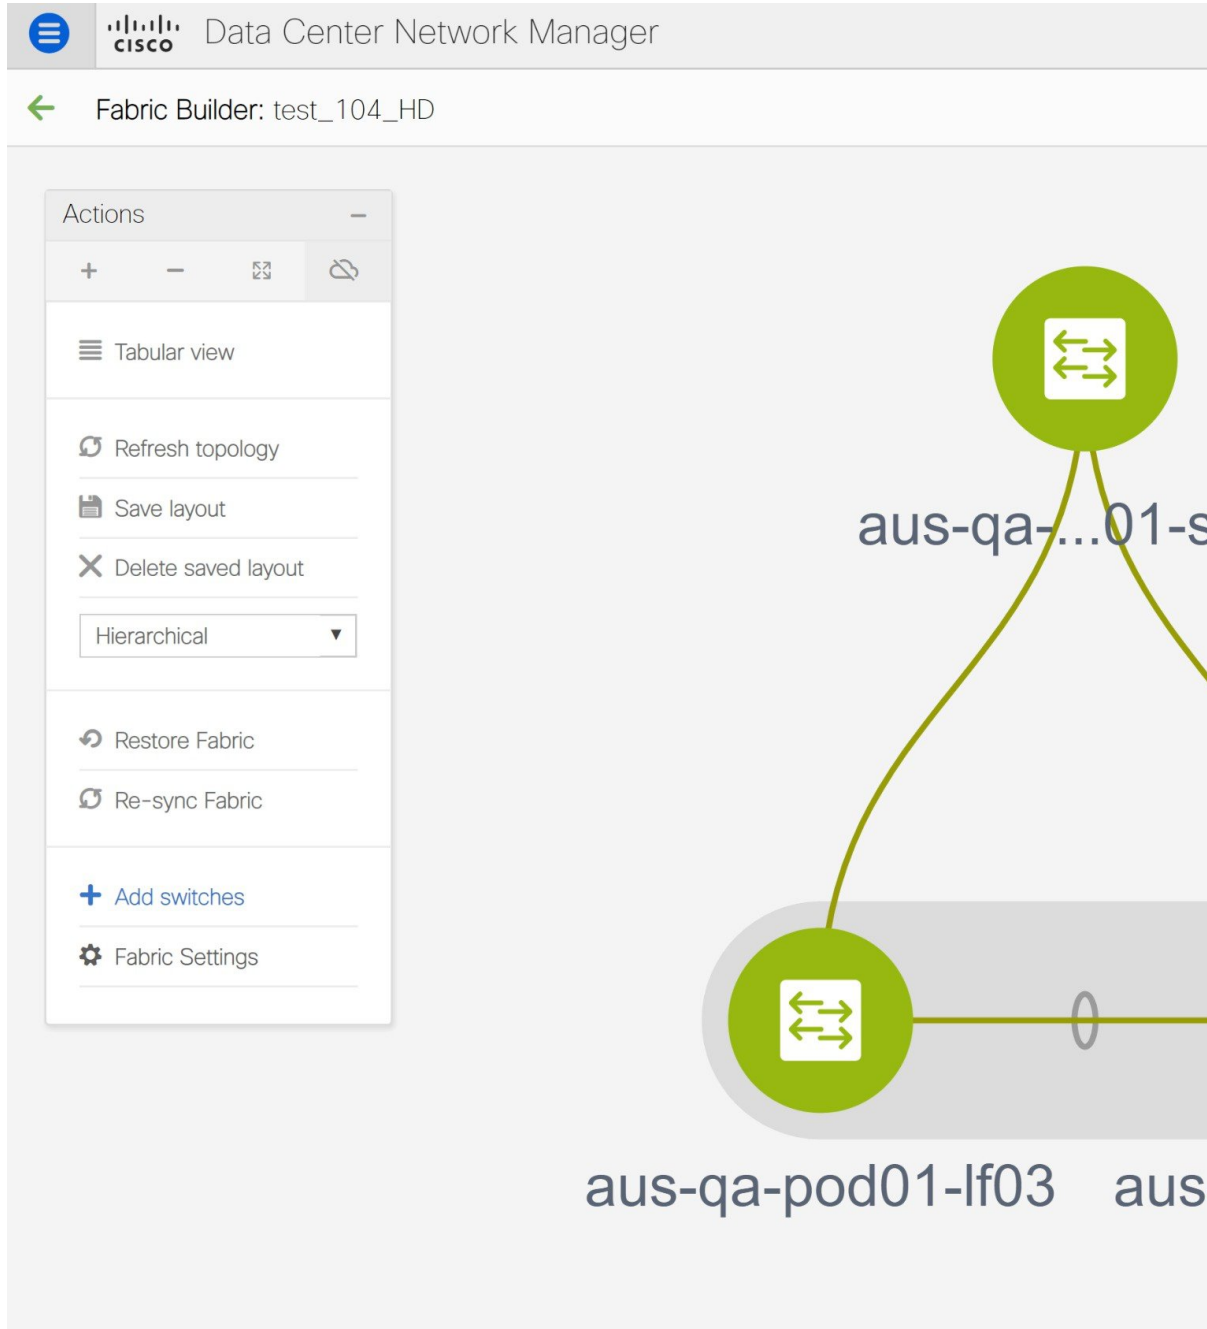 cisco Data Center Network Manager
Fabric Builder: test_104_HD
Actions
Tabular view
Refresh topology
Save layout
Delete saved layout
Hierarchical
Restore Fabric
Re-sync Fabric
Add switches
Fabric Settings
aus-qa-...01-s
aus-qa-pod01-lf03 aus